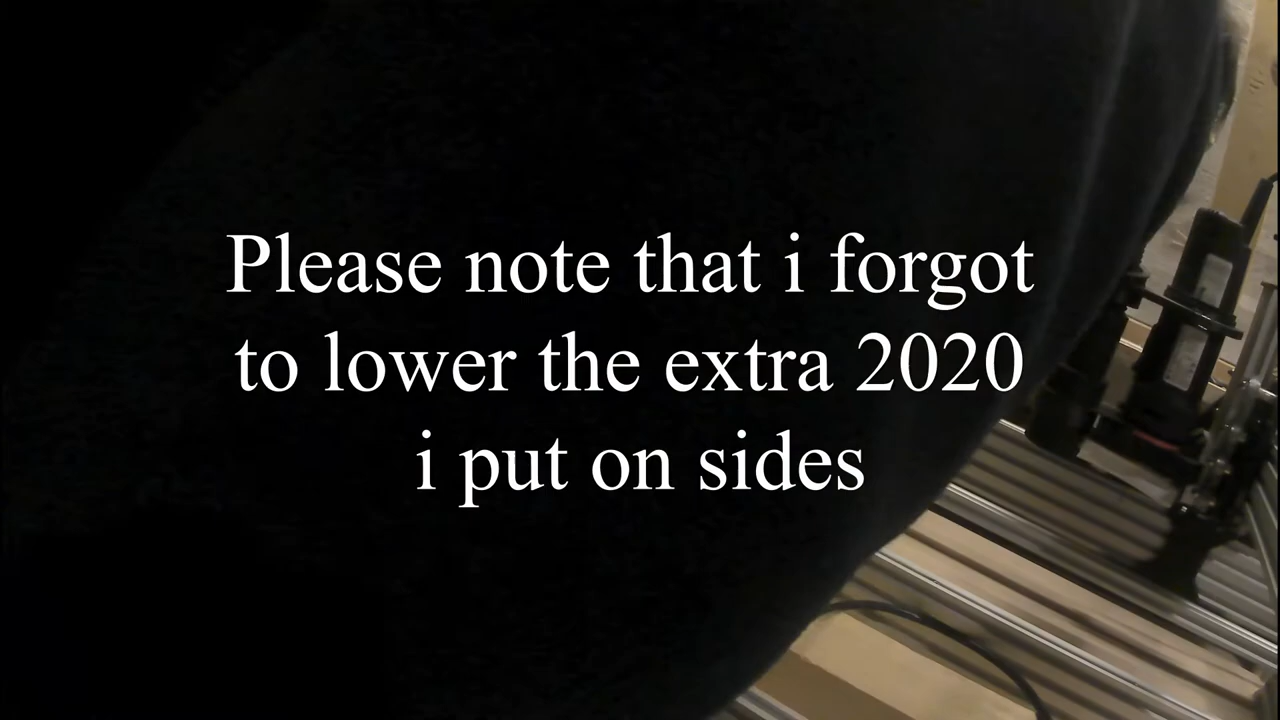 Please note that i forgot
to lower the extra 2020
i put on sides